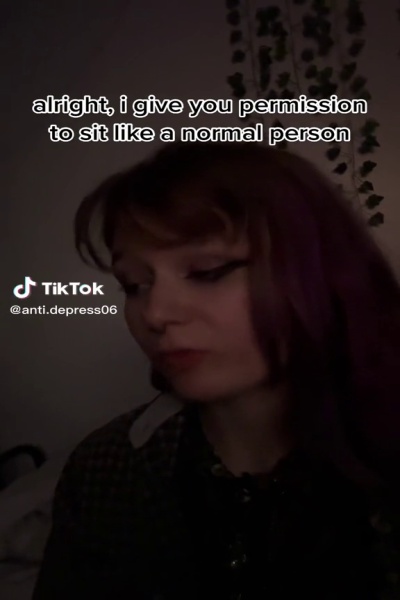 alright, i give you permission
to sit like a normal person
TikTok
@anti.depress06